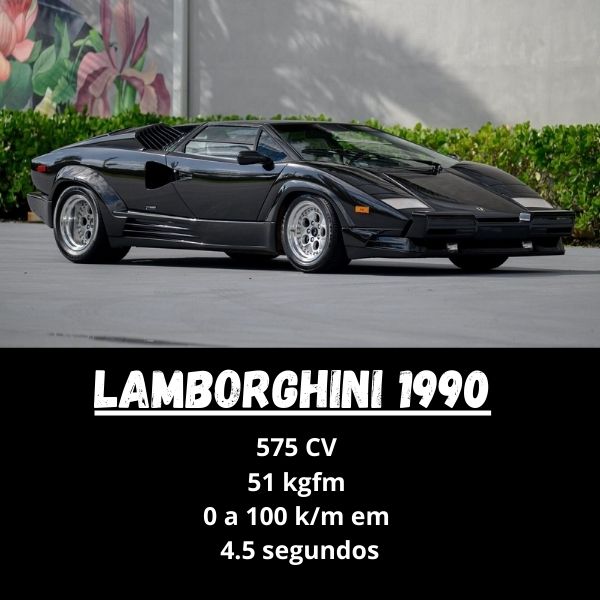 LAMBORGHINI 1990
575 CV
51 kgfm
0 a 100 k/m em
4.5 segundos